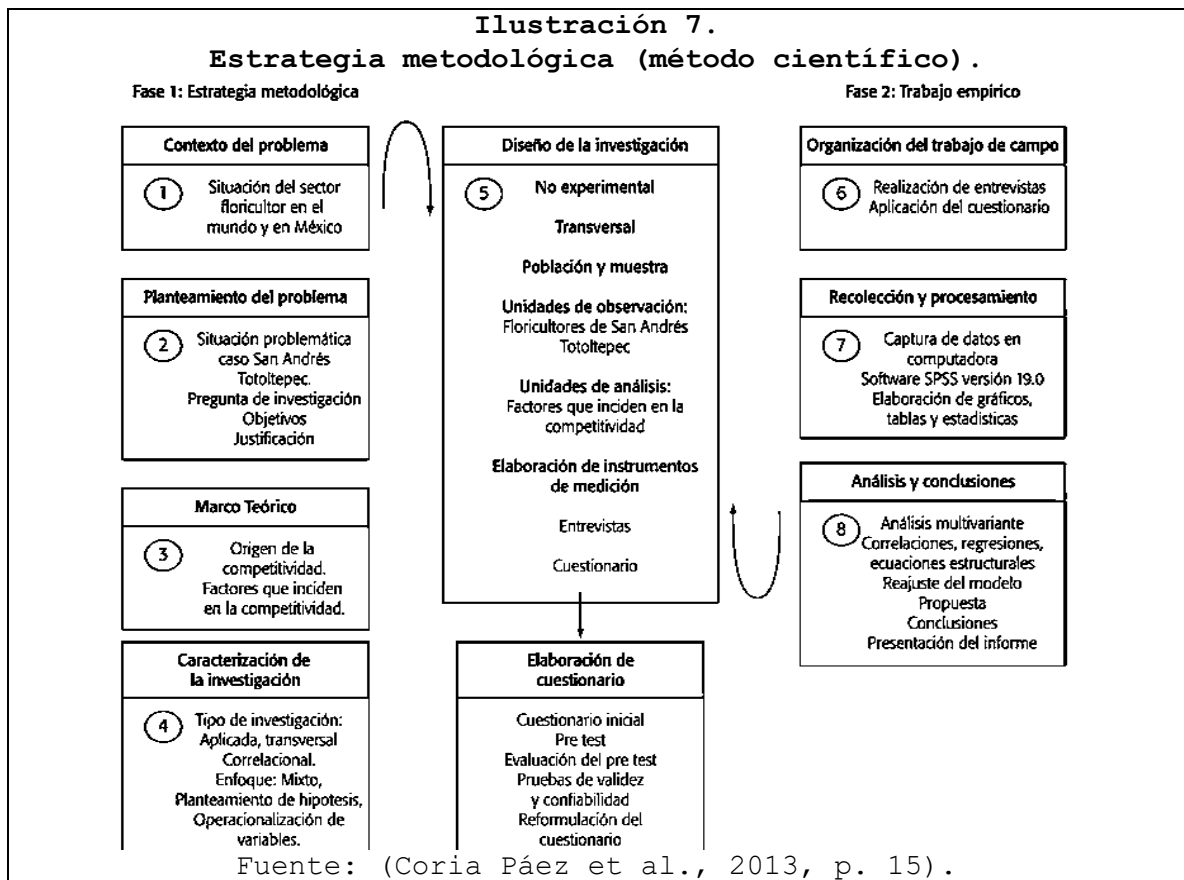 Ilustración 7.
Estrategia metodológica (método científico).
Fase 1: Estrategia metodológica
Contexto del problema
1
Situación del sector
floricultor en el
mundo y en México
Planteamiento del problema
2
Situación problemática
caso San Andrés
Totoltepec.
Pregunta de investigación
Objetivos
Justificación
Marco Teórico
3
Origen de la
competitividad.
Factores que inciden
en la competitividad.
Caracterización de
la investigación
4
Tipo de investigación:
Aplicada, transversal
Correlacional.
Enfoque: Mixto,
Planteamiento de hipotesis,
Operacionalización de
variables.
Diseño de la investigación
5
No experimental
Transversal
Población y muestra
Unidades de observación:
Floricultores de San Andrés
Totoltepec
Unidades de análisis:
Factores que inciden en la
competitividad
Elaboración de instrumentos
de medición
Entrevistas
Cuestionario
Elaboración de
cuestionario
Cuestionario inicial
Pre test
Evaluación del pre test
Pruebas de validez
y confiabilidad
Reformulación del
cuestionario
Fase 2: Trabajo empírico
Organización del trabajo de campo
6
Realización de entrevistas
Aplicación del cuestionario
Recolección y procesamiento
7
Captura de datos en
computadora
Software SPSS versión 19.0
Elaboración de gráficos,
tablas y estadísticas
Análisis y conclusiones
8
Análisis multivariante
Correlaciones, regresiones,
ecuaciones estructurales
Reajuste del modelo
Propuesta
Conclusiones
Presentación del informe
Fuente: (Coria Páez et al., 2013, p. 15).